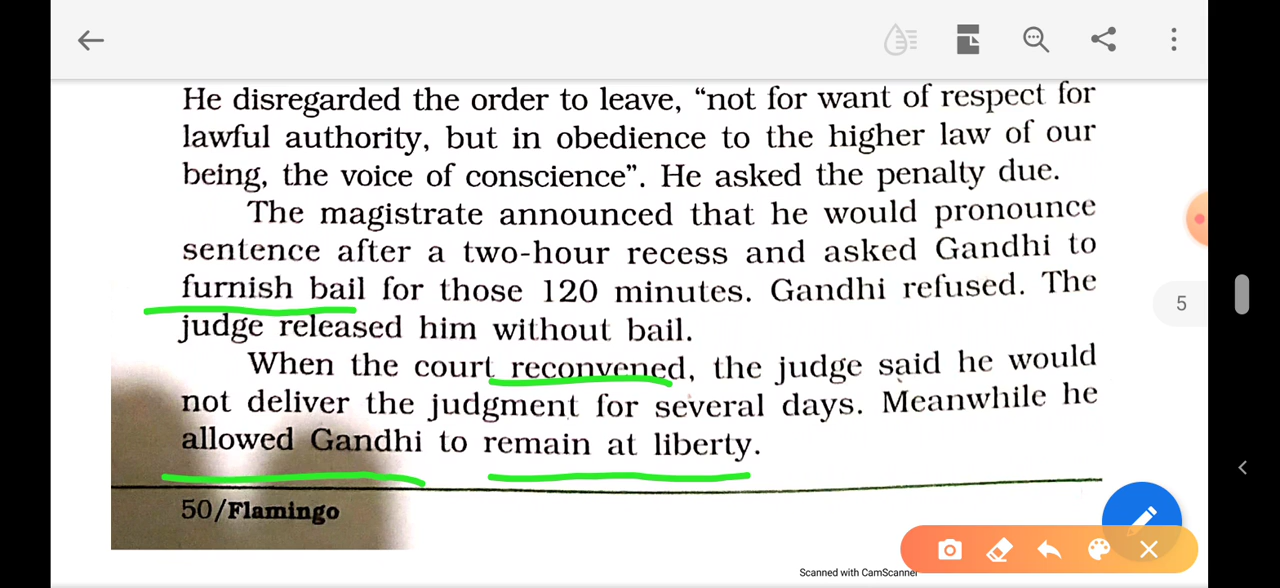 He disregarded the order to leave, “not for want of respect for
lawful authority, but in obedience to the higher law of our
being, the voice of conscience”. He asked the penalty due.
The magistrate announced that he would pronounce
sentence after a two-hour recess and asked Gandhi to
furnish bail for those 120 minutes. Gandhi refused. The
judge released him without bail.
When the court reconvened, the judge said he would
not deliver the judgment for several days. Meanwhile he
allowed Gandhi to remain at liberty.
50/Flamingo
5
Scanned with CamScanner